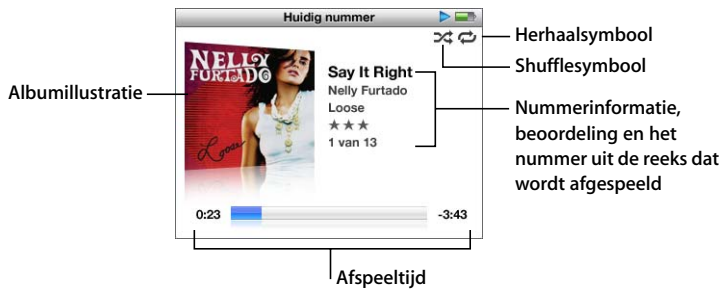 Huidig nummer
Herhaalsymbool
Shufflesymbool
Albumillustratie
NELLY
FURTADO
Loose
Say It Right
Nelly Furtado
Loose
1 van 13
Nummerinformatie,
beoordeling en het
nummer uit de reeks dat
wordt afgespeeld
0:23
-3:43
Afspeeltijd